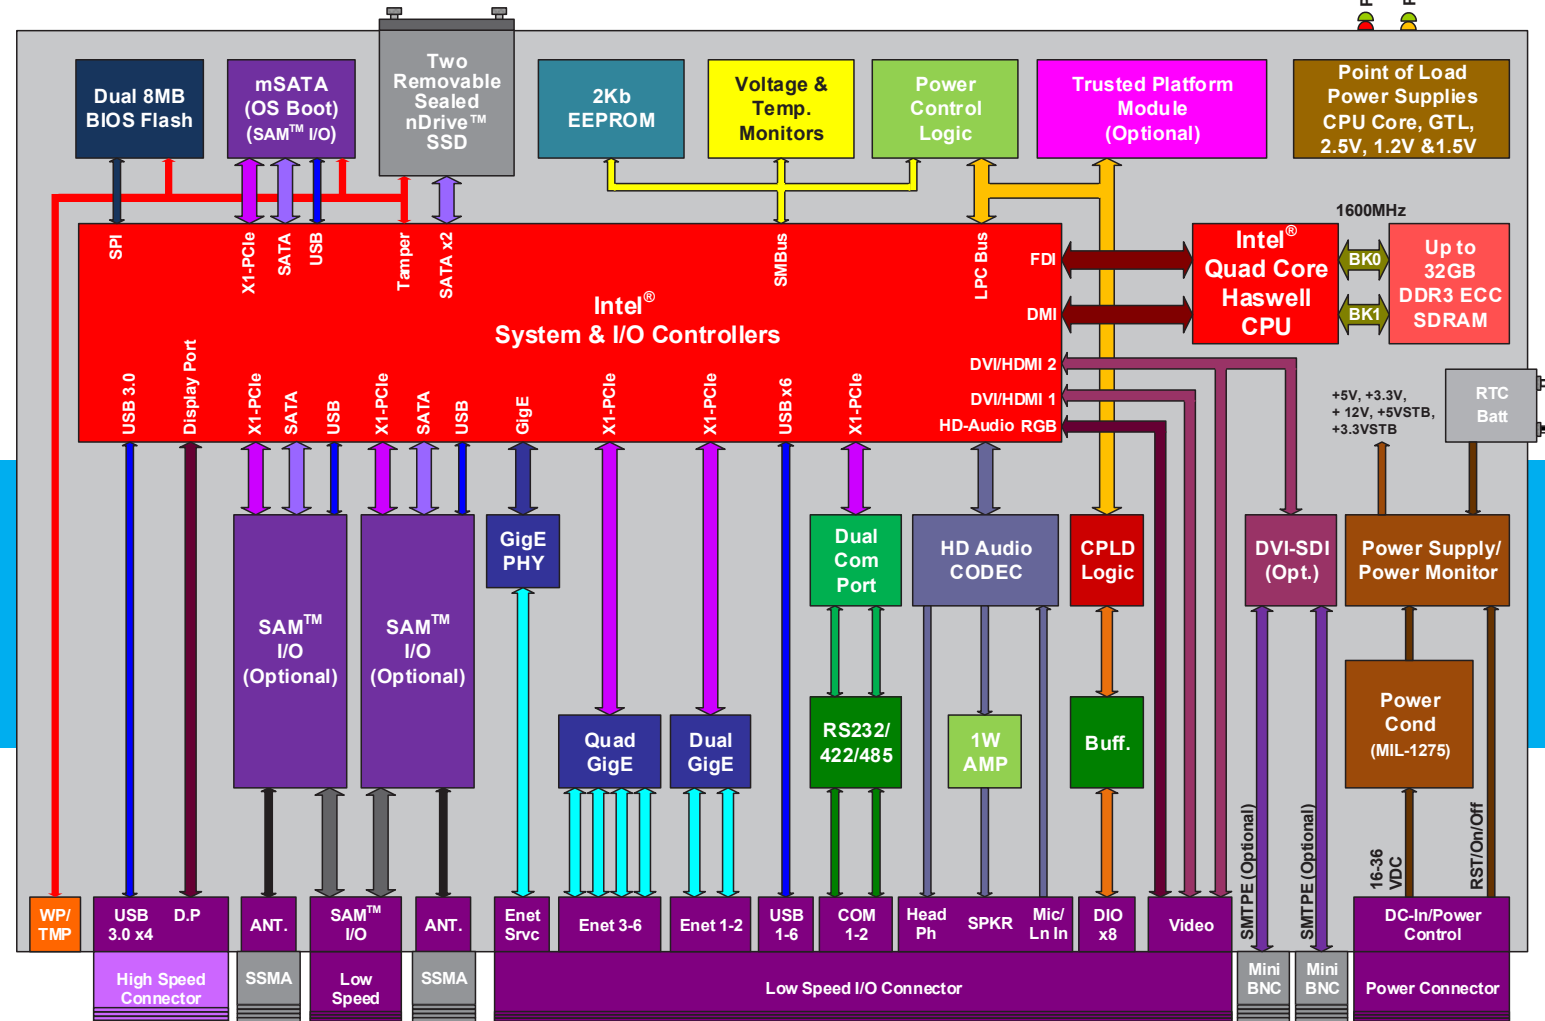 Dual 8MB
BIOS Flash
mSATA
(OS Boot)
(SAM™ I/O)
Two
Removable
Sealed
nDrive™
SSD
2Kb
EEPROM
Voltage &
Temp.
Monitors
Power
Control
Logic
Trusted Platform
Module
(Optional)
Point of Load
Power Supplies
CPU Core, GTL,
2.5V, 1.2V &1.5V
SPI
X1-PCIe
SATA
USB
Tamper
SATA x2
SMBus
LPC Bus
FDI
DMI
DVI/HDMI 2
DVI/HDMI 1
HD-Audio RGB
Intel®
System & I/O Controllers
Intel®
Quad Core
Haswell
CPU
1600MHz
BK0
BK1
Up to
32GB
DDR3 ECC
SDRAM
USB 3.0
Display Port
X1-PCIe
SATA
USB
X1-PCIe
SATA
USB
GigE
X1-PCIe
X1-PCIe
USB x6
X1-PCIe
+5V, +3.3V,
+ 12V, +5VSTB,
+3.3VSTB
RTC
Batt
SAM™
I/O
(Optional)
SAM™
I/O
(Optional)
GigE
PHY
Dual
Com
Port
HD Audio
CODEC
CPLD
Logic
DVI-SDI
(Opt.)
Power Supply/
Power Monitor
Quad
GigE
Dual
GigE
RS232/
422/485
1W
AMP
Buff.
Power
Cond
(MIL-1275)
SMTPE (Optional)
SMTPE (Optional)
16-36
VDC
RST/On/Off
WP/
TMP
USB
3.0 x4
D.P
ANT.
SAM™
I/O
ANT.
Enet
Srvc
Enet 3-6
Enet 1-2
USB
1-6
COM
1-2
Head
Ph
SPKR
Mic/
Ln In
DIO
x8
Video
DC-In/Power
Control
High Speed
Connector
SSMA
Low
Speed
SSMA
Low Speed I/O Connector
Mini
BNC
Mini
BNC
Power Connector